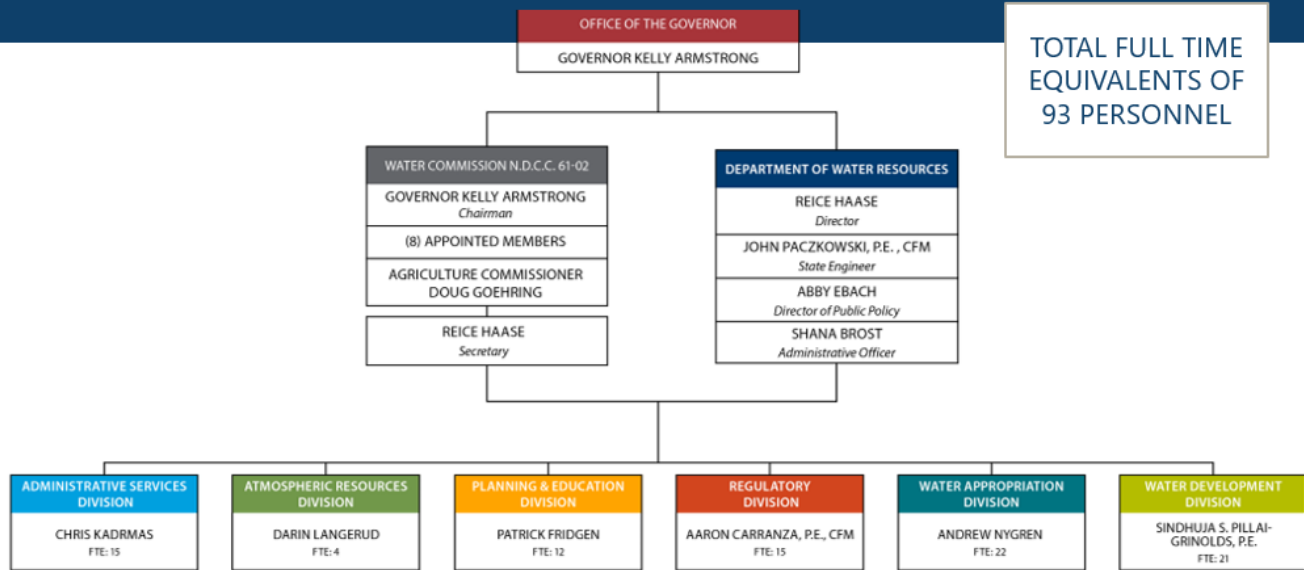 OFFICE OF THE GOVERNOR
GOVERNOR KELLY ARMSTRONG
TOTAL FULL TIME
EQUIVALENTS OF
93 PERSONNEL
WATER COMMISSION N.D.C.C. 61-02
GOVERNOR KELLY ARMSTRONG
Chairman
(8) APPOINTED MEMBERS
AGRICULTURE COMMISSIONER
DOUG GOEHRING
REICE HAASE
Secretary
DEPARTMENT OF WATER RESOURCES
REICE HAASE
Director
JOHN PACZKOWSKI, P.E. , CFM
State Engineer
ABBY EBACH
Director of Public Policy
SHANA BROST
Administrative Officer
ADMINISTRATIVE SERVICES
DIVISION
CHRIS KADRMAS
FTE: 15
ATMOSPHERIC RESOURCES
DIVISION
DARIN LANGERUD
FTE: 4
PLANNING & EDUCATION
DIVISION
PATRICK FRIDGEN
FTE: 12
REGULATORY
DIVISION
AARON CARRANZA, P.E., CFM
FTE: 15
WATER APPROPRIATION
DIVISION
ANDREW NYGREN
FTE: 22
WATER DEVELOPMENT
DIVISION
SINDHUJA S. PILLAI-
GRINOLDS, P.E.
FTE: 21